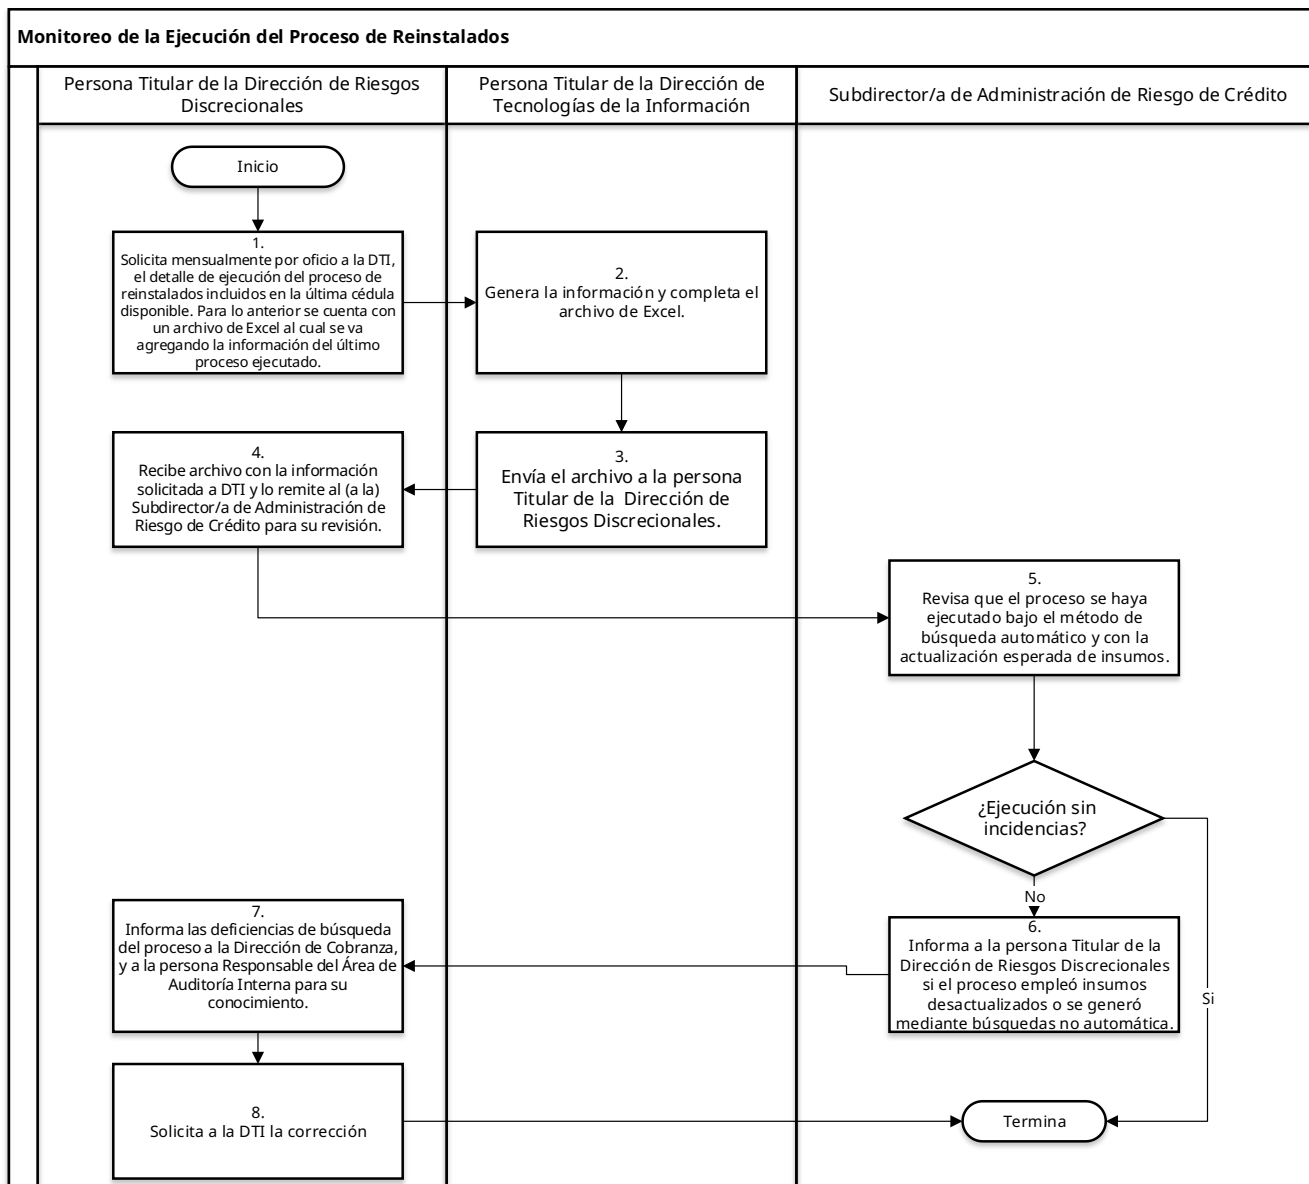 Monitoreo de la Ejecución del Proceso de Reinstalados
Persona Titular de la Dirección de Riesgos
Discrecionales
Persona Titular de la Dirección de
Tecnologías de la Información
Subdirector/a de Administración de Riesgo de Crédito
Inicio
1.
Solicita mensualmente por oficio a la DTI,
el detalle de ejecución del proceso de
reinstalados incluidos en la última cédula
disponible. Para lo anterior se cuenta con
un archivo de Excel al cual se va
agregando la información del último
proceso ejecutado.
2.
Genera la información y completa el
archivo de Excel.
3.
Envía el archivo a la persona
Titular de la  Dirección de
Riesgos Discrecionales.
4.
Recibe archivo con la información
solicitada a DTI y lo remite al (a la)
Subdirector/a de Administración de
Riesgo de Crédito para su revisión.
5.
Revisa que el proceso se haya
ejecutado bajo el método de
búsqueda automático y con la
actualización esperada de insumos.
¿Ejecución sin
incidencias?
No
Si
6.
Informa a la persona Titular de la
Dirección de Riesgos Discrecionales
si el proceso empleó insumos
desactualizados o se generó
mediante búsquedas no automática.
7.
Informa las deficiencias de búsqueda
del proceso a la Dirección de Cobranza,
y a la persona Responsable del Área de
Auditoría Interna para su
conocimiento.
8.
Solicita a la DTI la corrección
Termina